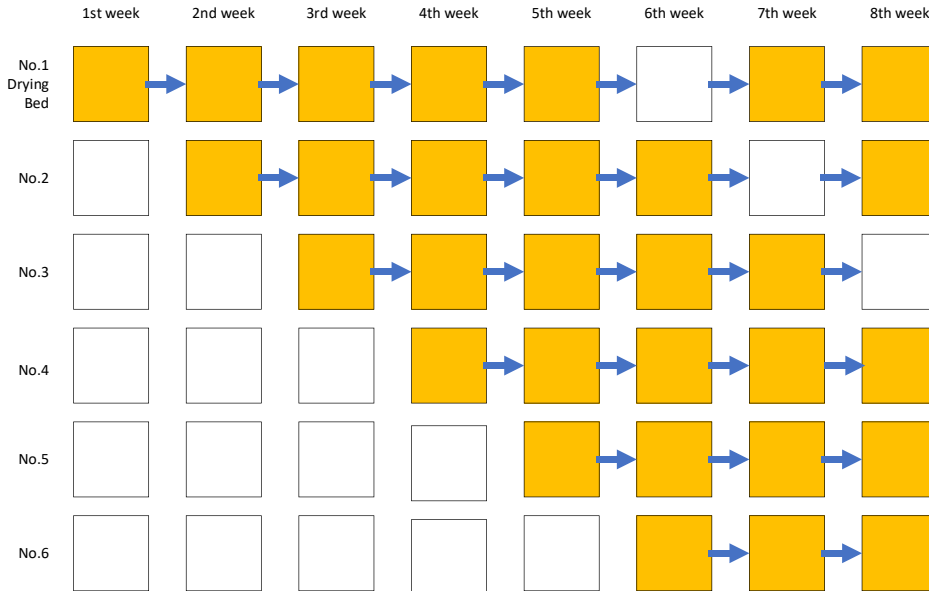 1st week 2nd week 3rd week 4th week 5th week 6th week 7th week 8th week
No.1
Drying
Bed
No.2
No.3
No.4
No.5
No.6